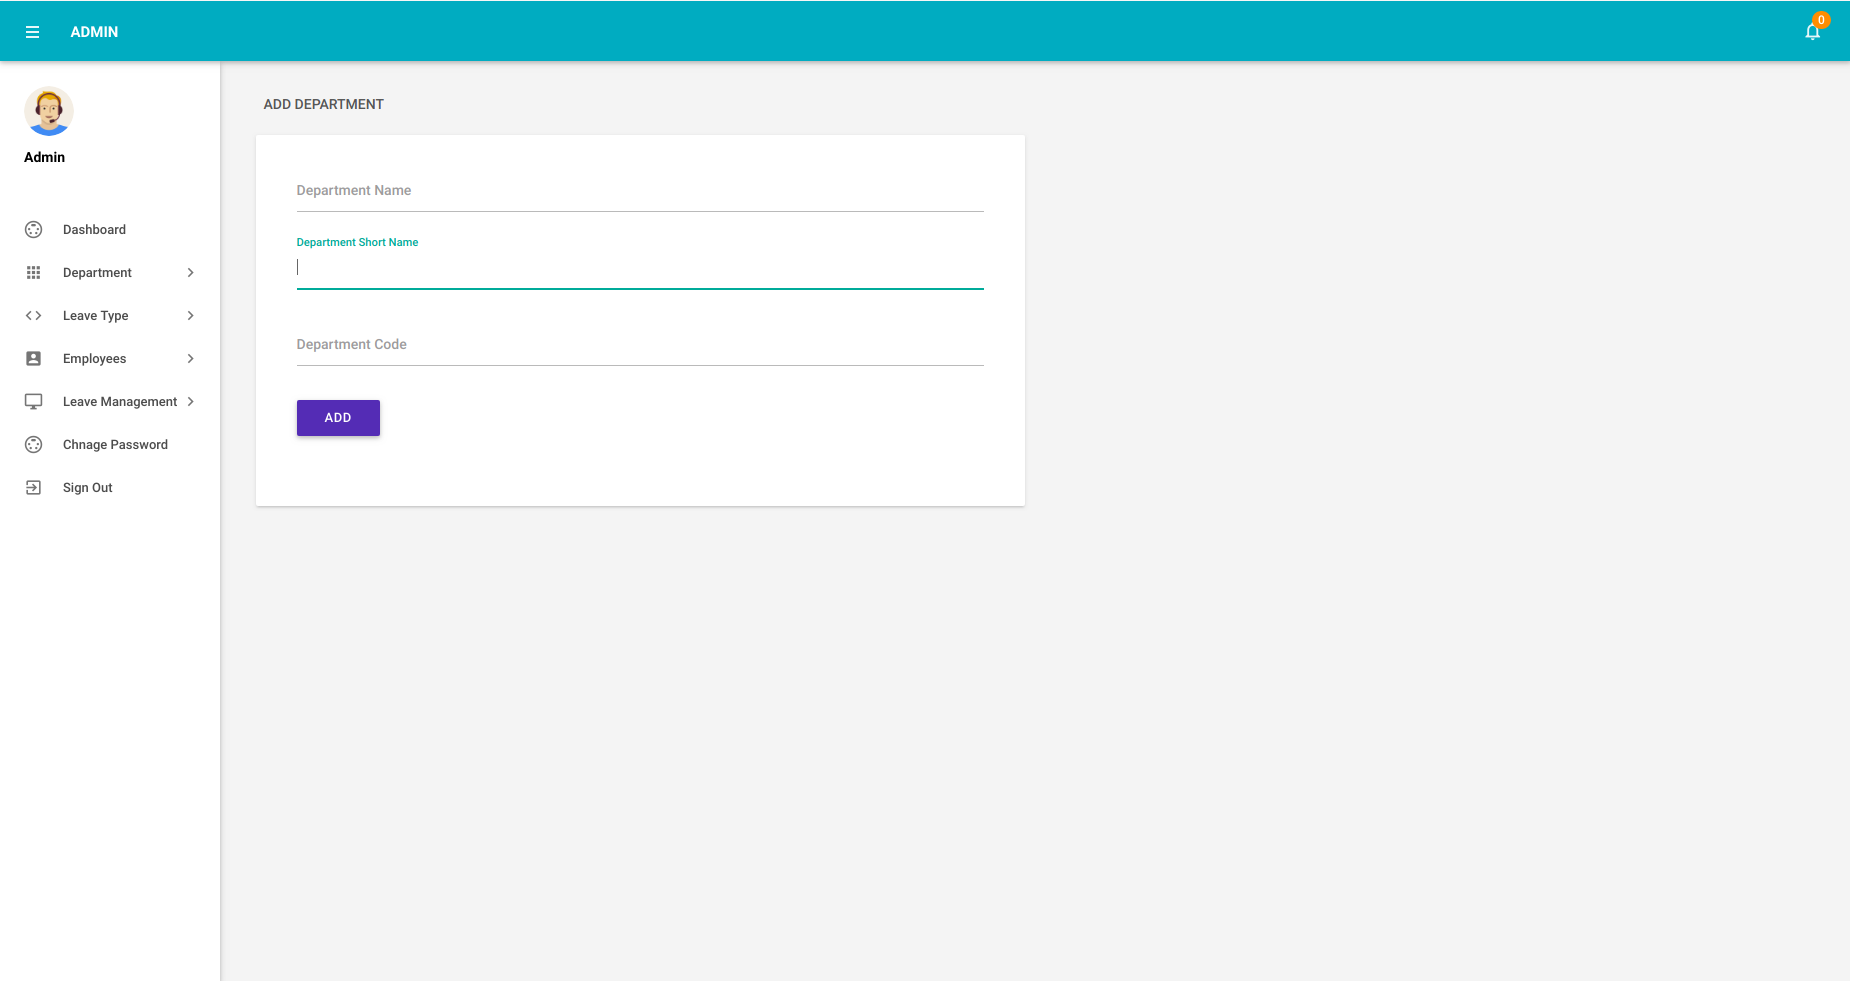 ADMIN
0
Admin
Dashboard
Department
Leave Type
Employees
Leave Management
Chnage Password
Sign Out
ADD DEPARTMENT
Department Name
Department Short Name
Department Code
ADD